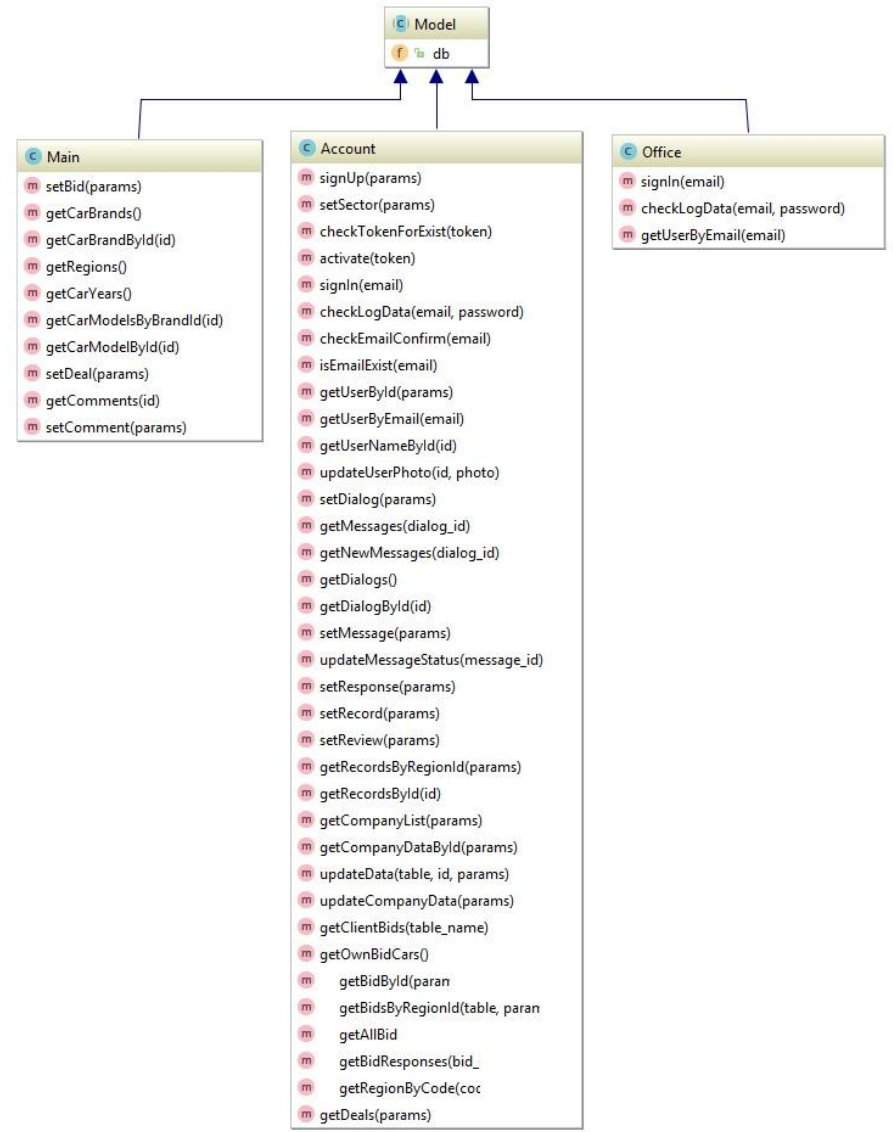 Model
db
Main
setBid(params)
getCarBrands()
getCarBrandById(id)
getRegions()
getCarYears()
getCarModelsByBrandId(id)
getCarModelById(id)
setDeal(params)
getComments(id)
setComment(params)
Account
signUp(params)
setSector(params)
checkTokenForExist(token)
activate(token)
signIn(email)
checkLogData(email, password)
checkEmailConfirm(email)
isEmailExist(email)
getUserById(params)
getUserByEmail(email)
getUserNameById(id)
updateUserPhoto(id, photo)
setDialog(params)
getMessages(dialog_id)
getNewMessages(dialog_id)
getDialogs()
getDialogById(id)
setMessage(params)
updateMessageStatus(message_id)
setResponse(params)
setRecord(params)
setReview(params)
getRecordsByRegionId(params)
getRecordsById(id)
getCompanyList(params)
getCompanyDataById(params)
updateData(table, id, params)
updateCompanyData(params)
getClientBids(table_name)
getOwnBidCars()
getBidById(param
getBidsByRegionId(table, param
getAllBid
getBidResponses(bid_
getRegionByCode(coc
getDeals(params)
Office
signIn(email)
checkLogData(email, password)
getUserByEmail(email)